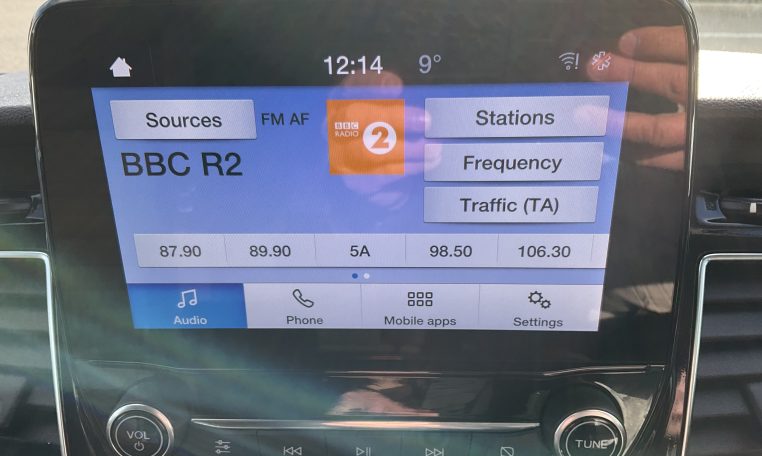 12:14 9°
Sources FM AF BBC RADIO 2 Stations
BBC R2 Frequency
Traffic (TA)
87.90 89.90 5A 98.50 106.30
Audio Phone Mobile apps Settings
VOL TUNE